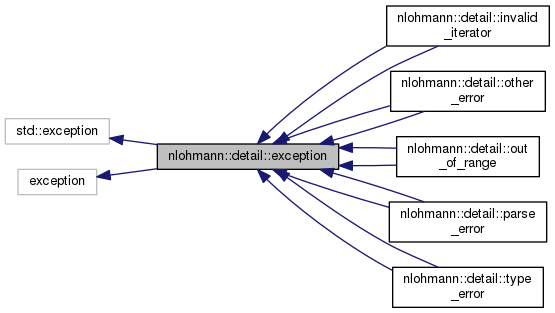 nlohmann::detail::invalid
_iterator
nlohmann::detail::other
_error
std::exception
nlohmann::detail::out
_of_range
nlohmann::detail::exception
exception
nlohmann::detail::parse
_error
nlohmann::detail::type
_error